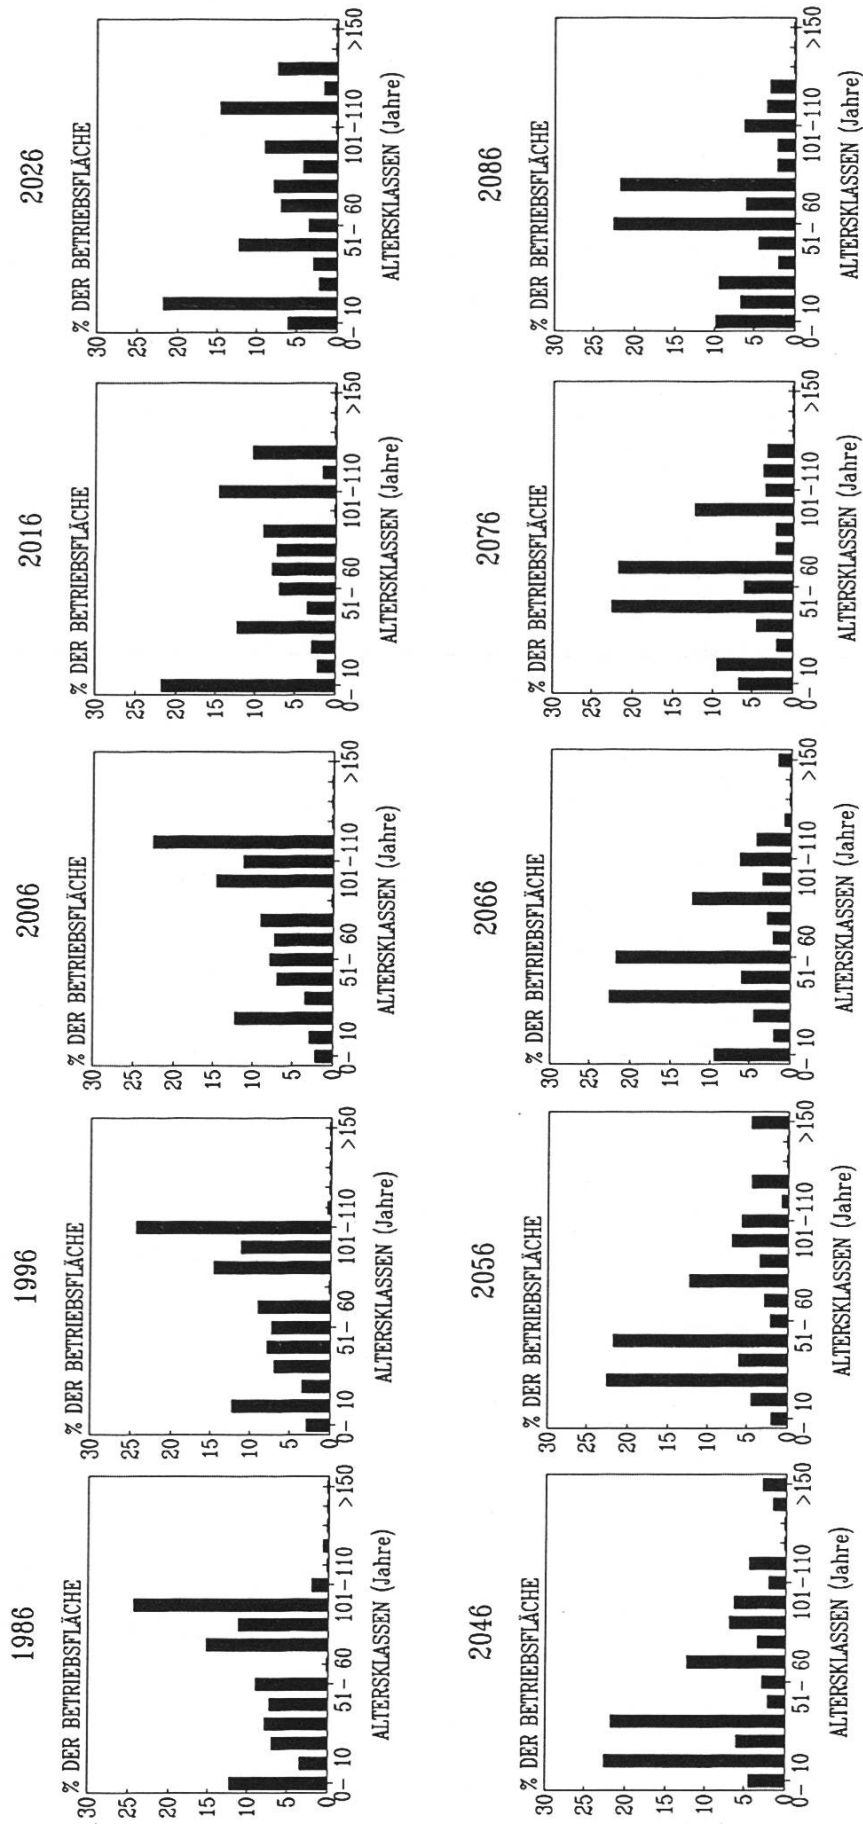 1986
% DER BETRIEBSFLÄCHE
30
25
20
15
10
5
0
0- 10 51- 60 101-110 >150
ALTERSKLASSEN (Jahre)
1996
% DER BETRIEBSFLÄCHE
30
25
20
15
10
5
0
0- 10 51- 60 101-110 >150
ALTERSKLASSEN (Jahre)
2006
% DER BETRIEBSFLÄCHE
30
25
20
15
10
5
0
0- 10 51- 60 101-110 >150
ALTERSKLASSEN (Jahre)
2016
% DER BETRIEBSFLÄCHE
30
25
20
15
10
5
0
0- 10 51- 60 101-110 >150
ALTERSKLASSEN (Jahre)
2026
% DER BETRIEBSFLÄCHE
30
25
20
15
10
5
0
0- 10 51- 60 101-110 >150
ALTERSKLASSEN (Jahre)
2046
% DER BETRIEBSFLÄCHE
30
25
20
15
10
5
0
0- 10 51- 60 101-110 >150
ALTERSKLASSEN (Jahre)
2056
% DER BETRIEBSFLÄCHE
30
25
20
15
10
5
0
0- 10 51- 60 101-110 >150
ALTERSKLASSEN (Jahre)
2066
% DER BETRIEBSFLÄCHE
30
25
20
15
10
5
0
0- 10 51- 60 101-110 >150
ALTERSKLASSEN (Jahre)
2076
% DER BETRIEBSFLÄCHE
30
25
20
15
10
5
0
0- 10 51- 60 101-110 >150
ALTERSKLASSEN (Jahre)
2086
% DER BETRIEBSFLÄCHE
30
25
20
15
10
5
0
0- 10 51- 60 101-110 >150
ALTERSKLASSEN (Jahre)